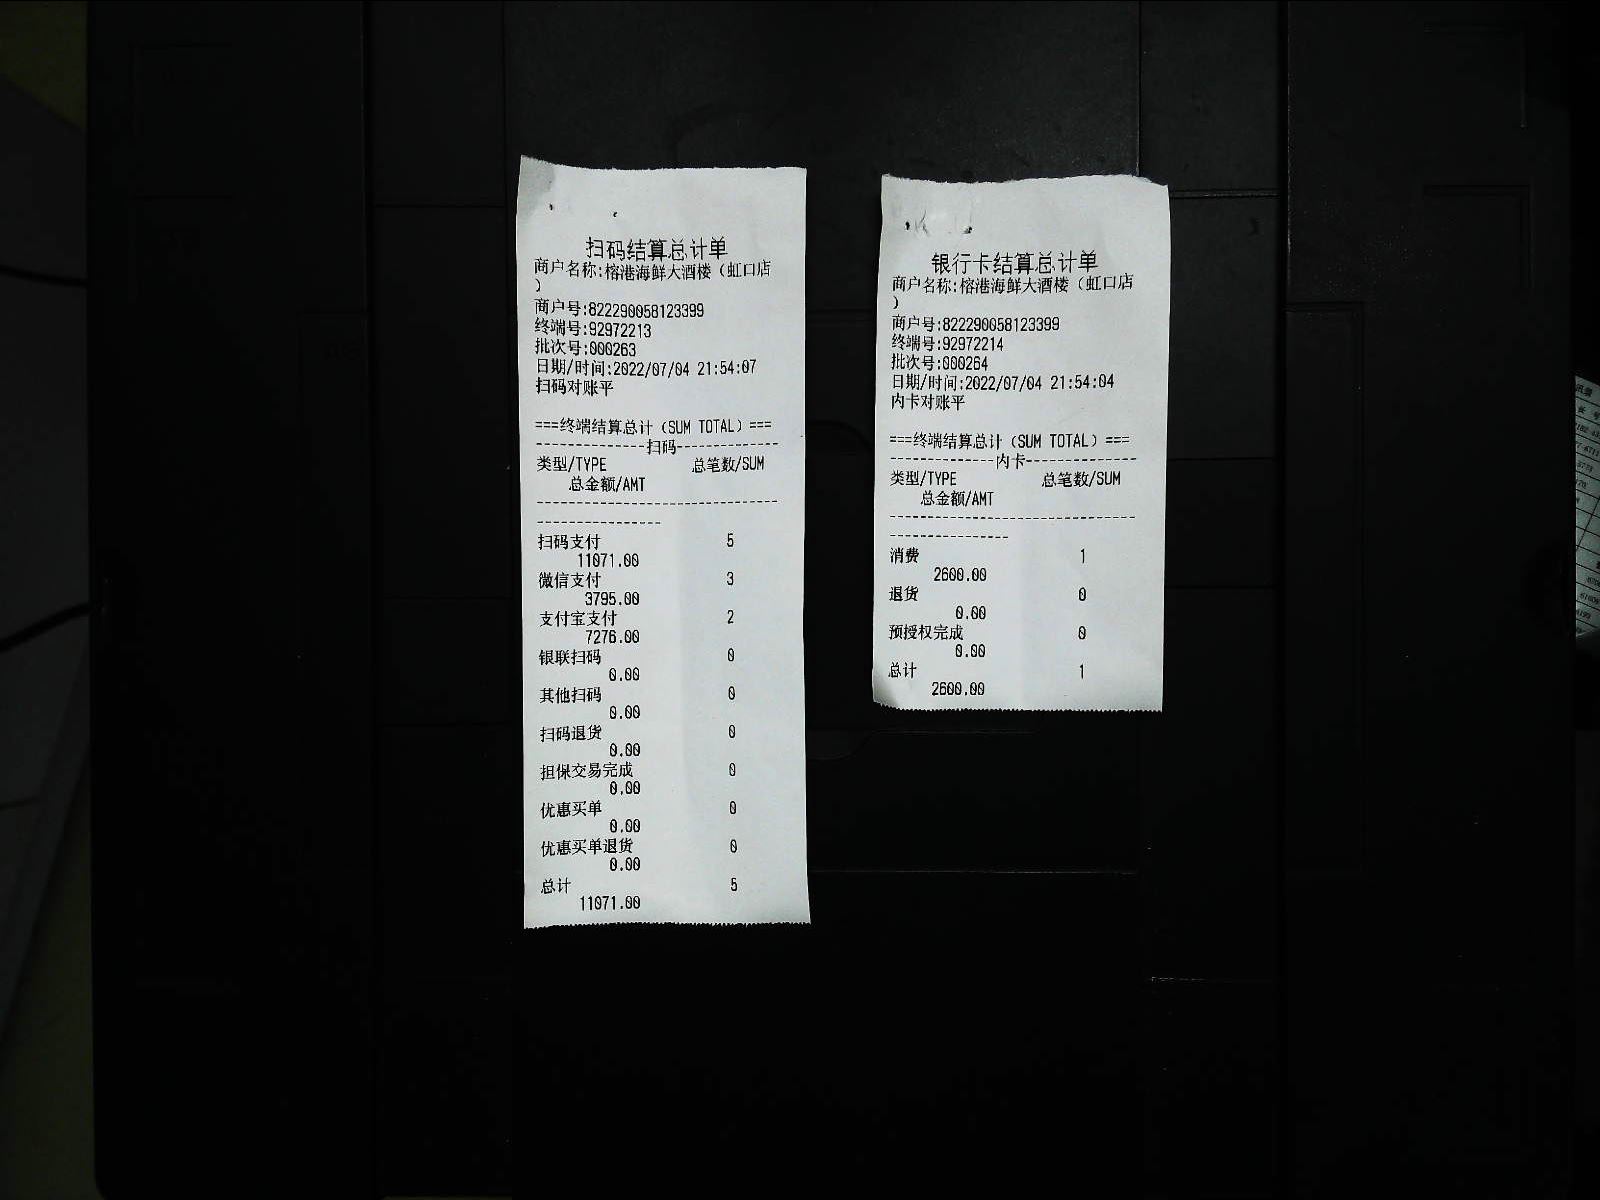 扫码结算总计单
商户名称:榕港海鲜大酒楼（虹口店
）
商户号:822290058123399
终端号:92972213
批次号:000263
日期/时间:2022/07/04 21:54:07
扫码对账平
===终端结算总计（SUM TOTAL）===
--------------扫码-------------
类型/TYPE 总笔数/SUM
总金额/AMT
-------------------------------
----------------
扫码支付 5
11071.00
微信支付 3
3795.00
支付宝支付 2
7276.00
银联扫码 0
0.00
其他扫码 0
0.00
扫码退货 0
0.00
担保交易完成 0
0.00
优惠买单 0
0.00
优惠买单退货 0
0.00
总计 5
11071.00
银行卡结算总计单
商户名称:榕港海鲜大酒楼（虹口店
）
商户号:822290058123399
终端号:92972214
批次号:000264
日期/时间:2022/07/04 21:54:04
内卡对账平
===终端结算总计（SUM TOTAL）===
--------------内卡--------------
类型/TYPE 总笔数/SUM
总金额/AMT
--------------------------------
----------------
消费 1
2600.00
退货 0
0.00
预授权完成 0
0.00
总计 1
2600.00